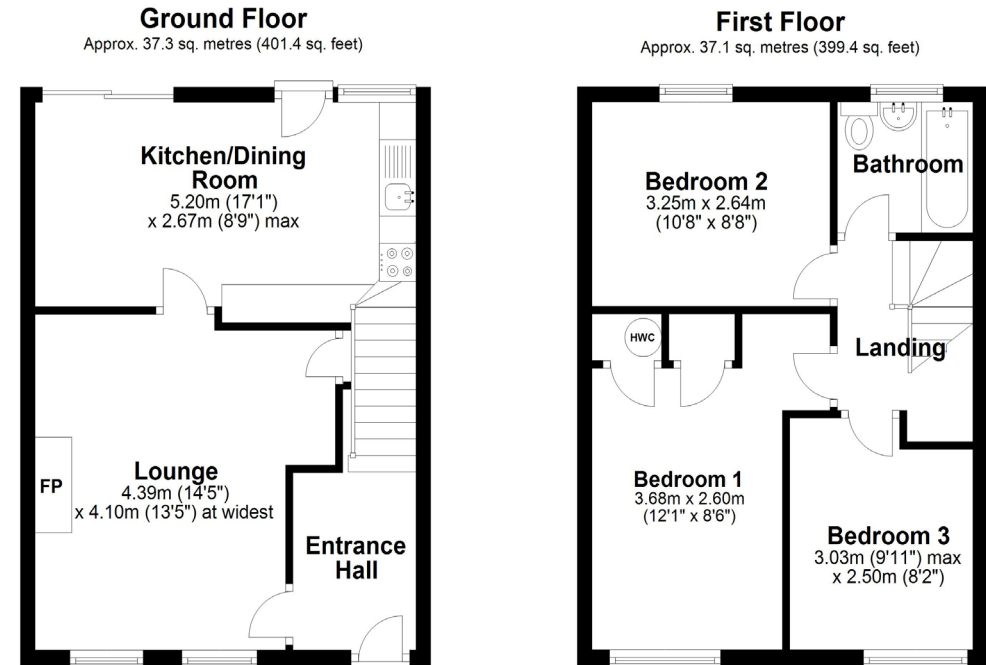 Ground Floor
Approx. 37.3 sq. metres (401.4 sq. feet)
Kitchen/Dining
Room
5.20m (17'1")
x 2.67m (8'9") max
FP
Lounge
4.39m (14'5")
x 4.10m (13'5") at widest
Entrance
Hall
First Floor
Approx. 37.1 sq. metres (399.4 sq. feet)
Bedroom 2
3.25m x 2.64m
(10'8" x 8'8")
Bathroom
HWC
Landing
Bedroom 1
3.68m x 2.60m
(12'1" x 8'6")
Bedroom 3
3.03m (9'11") max
x 2.50m (8'2")